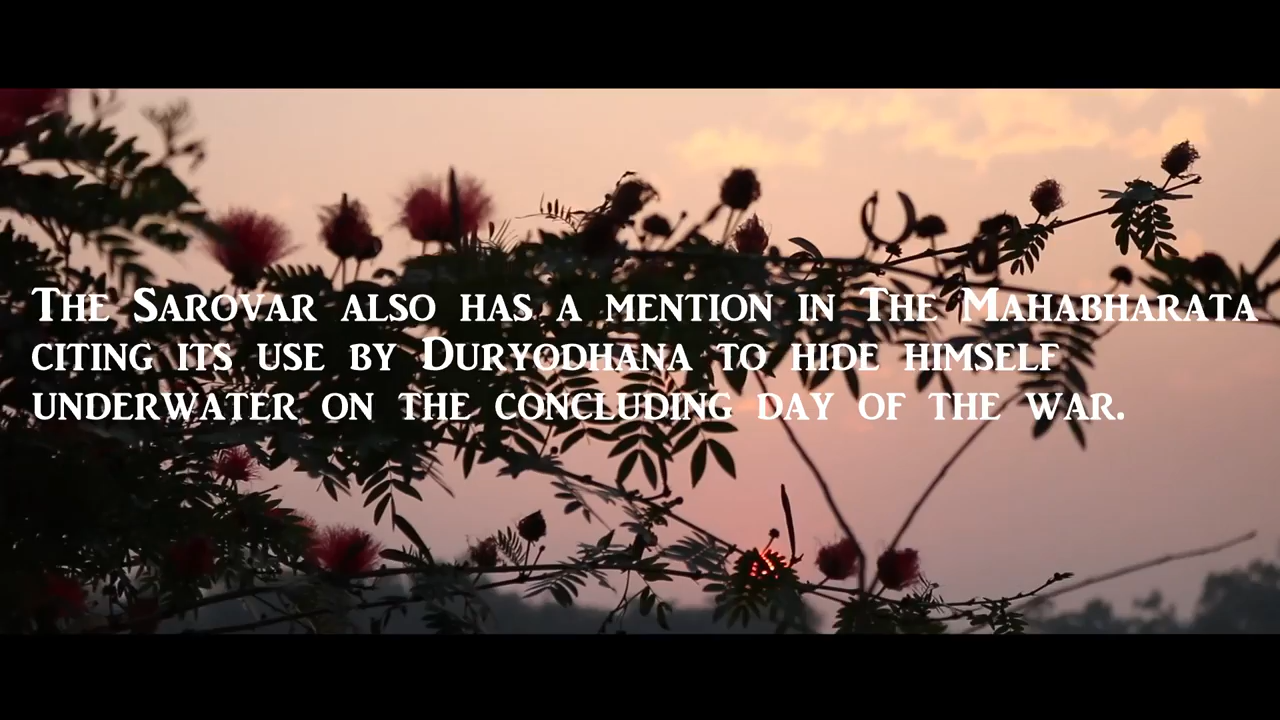 The Sarovar also has a mention in The Mahabharata
citing its use by Duryodhana to hide himself
underwater on the concluding day of the war.